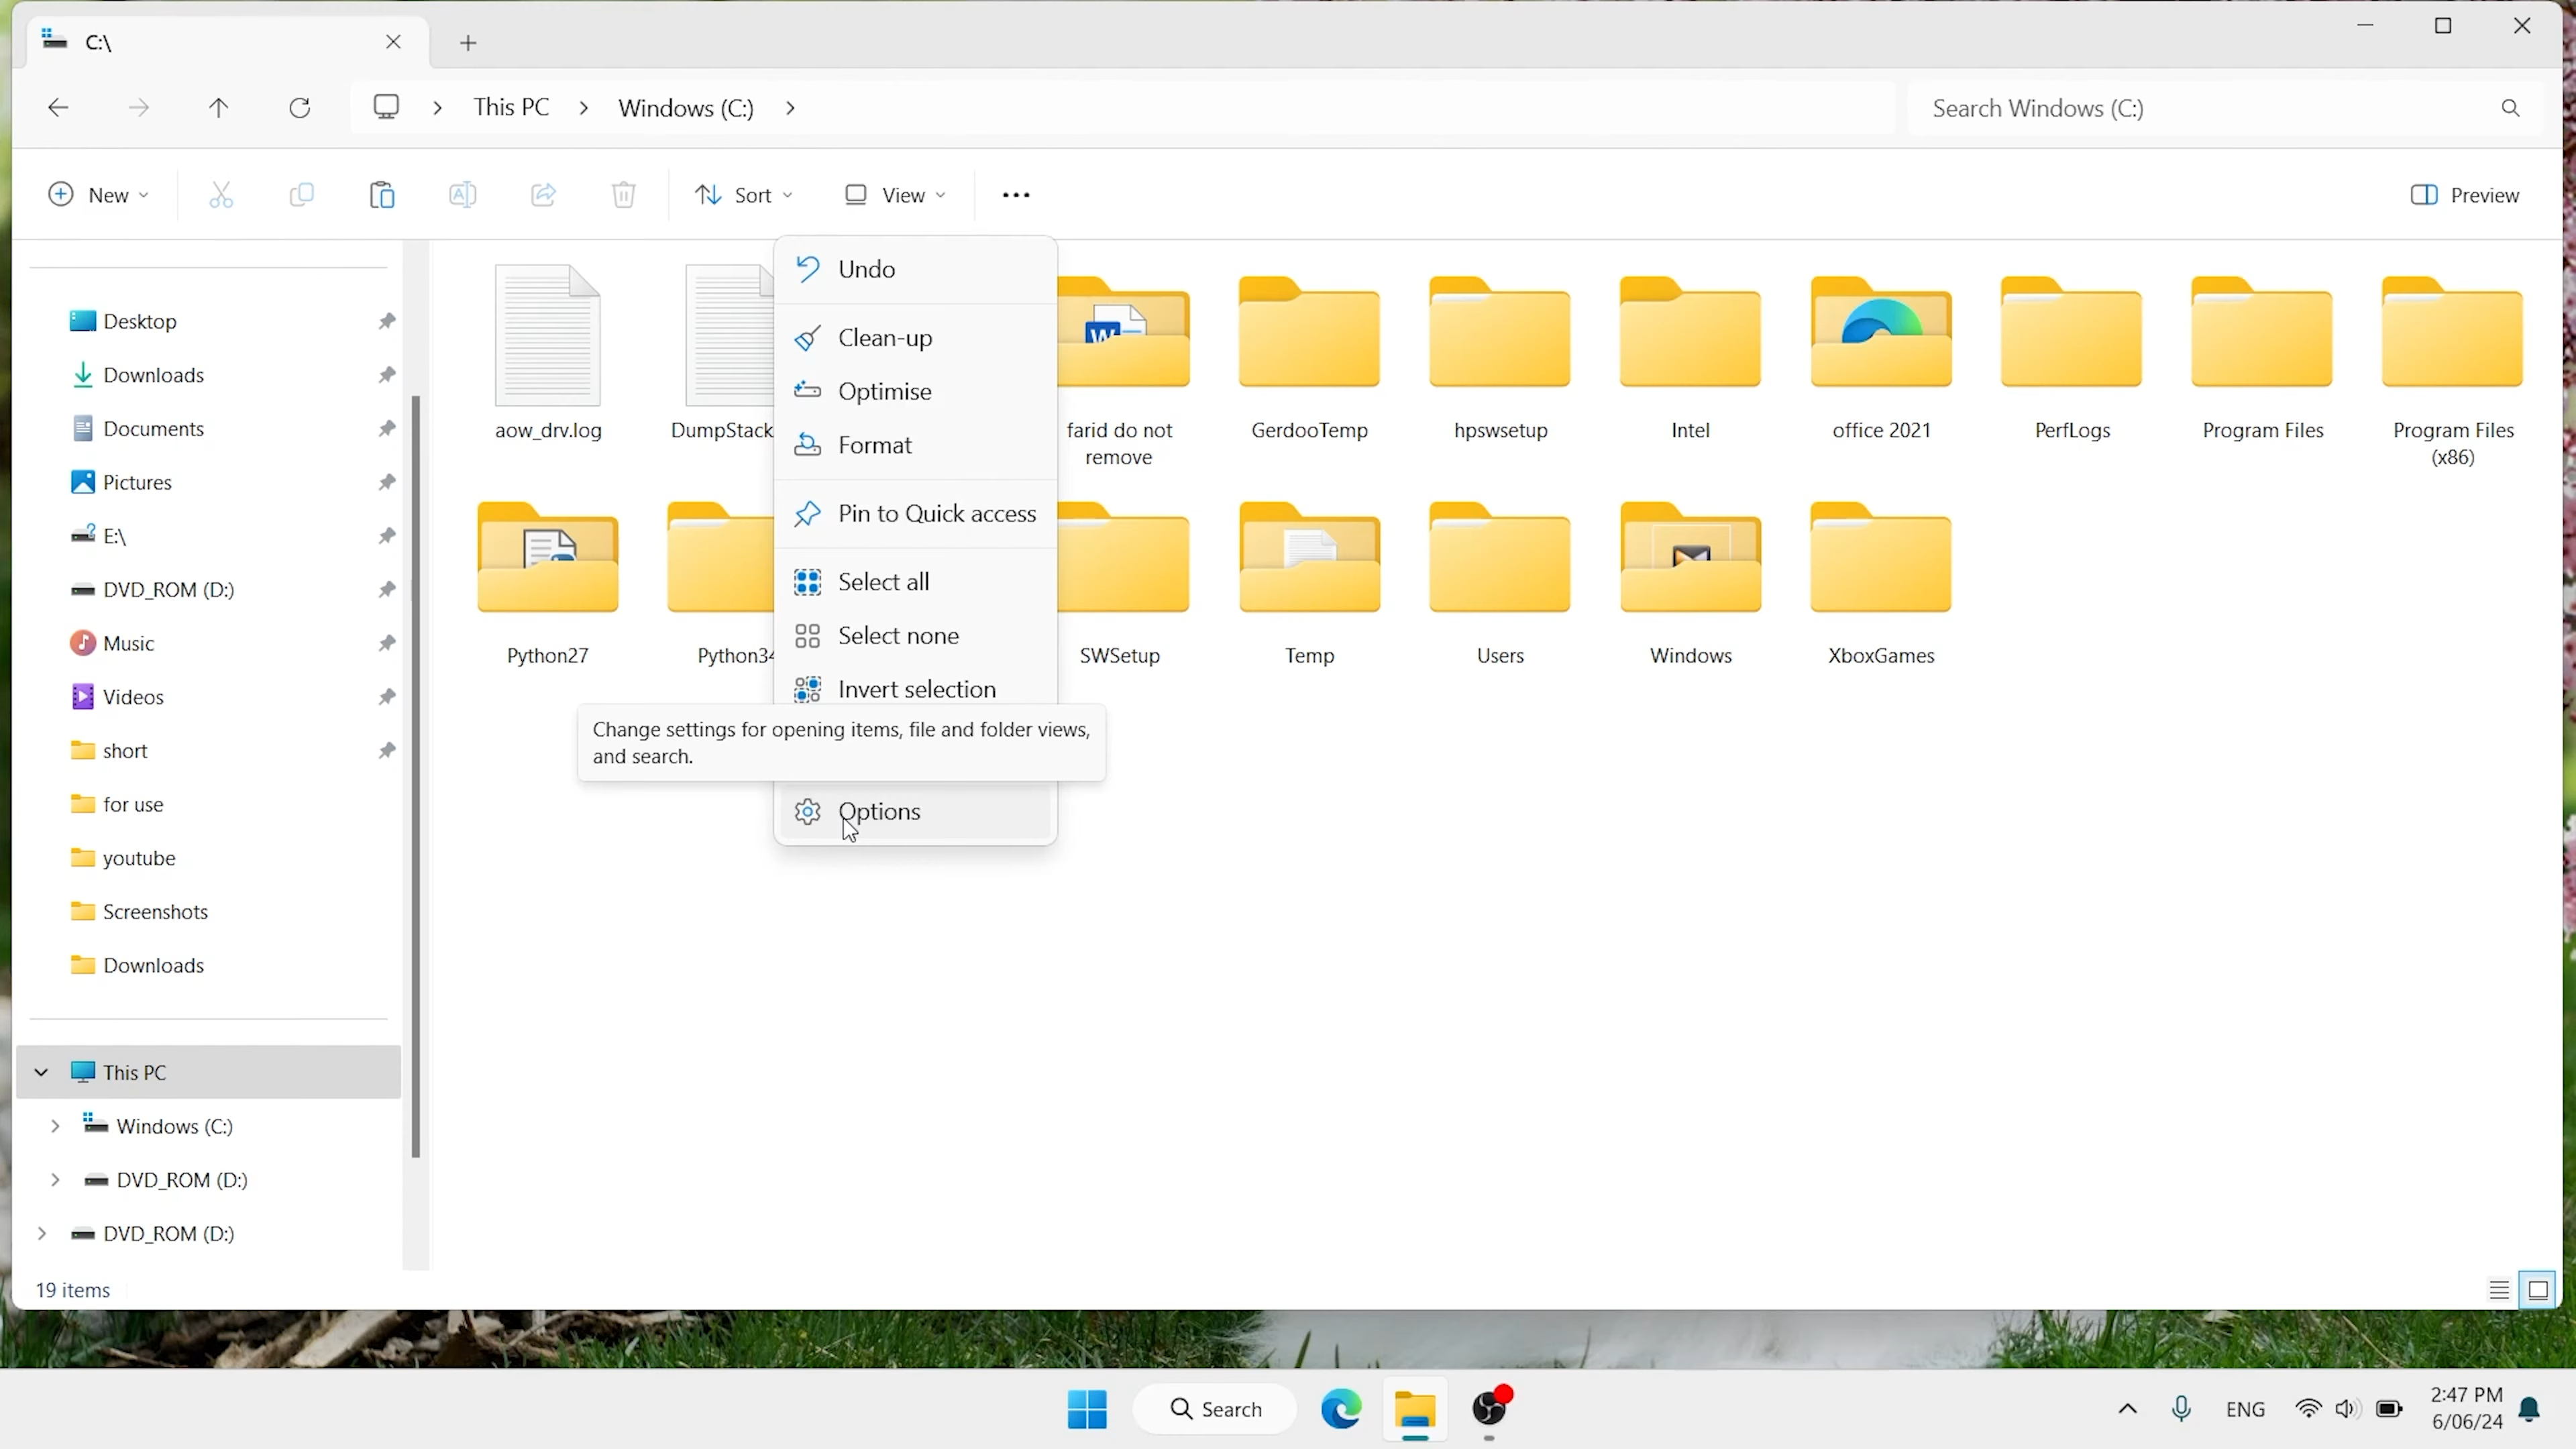 C:\
This PC
Windows (C:)
Search Windows (C:)
New
Sort
View
Preview
Desktop
Downloads
Documents
Pictures
E:\
DVD_ROM (D:)
Music
Videos
short
for use
youtube
Screenshots
Downloads
This PC
Windows (C:)
DVD_ROM (D:)
DVD_ROM (D:)
Undo
Clean-up
Optimise
Format
Pin to Quick access
Select all
Select none
Invert selection
Change settings for opening items, file and folder views,
and search.
Options
aow_drv.log
DumpStack
farid do not
remove
GerdooTemp
hpswsetup
Intel
office 2021
PerfLogs
Program Files
Program Files
(x86)
Python27
Python34
SWSetup
Temp
Users
Windows
XboxGames
19 items
Search
ENG
2:47 PM
6/06/24